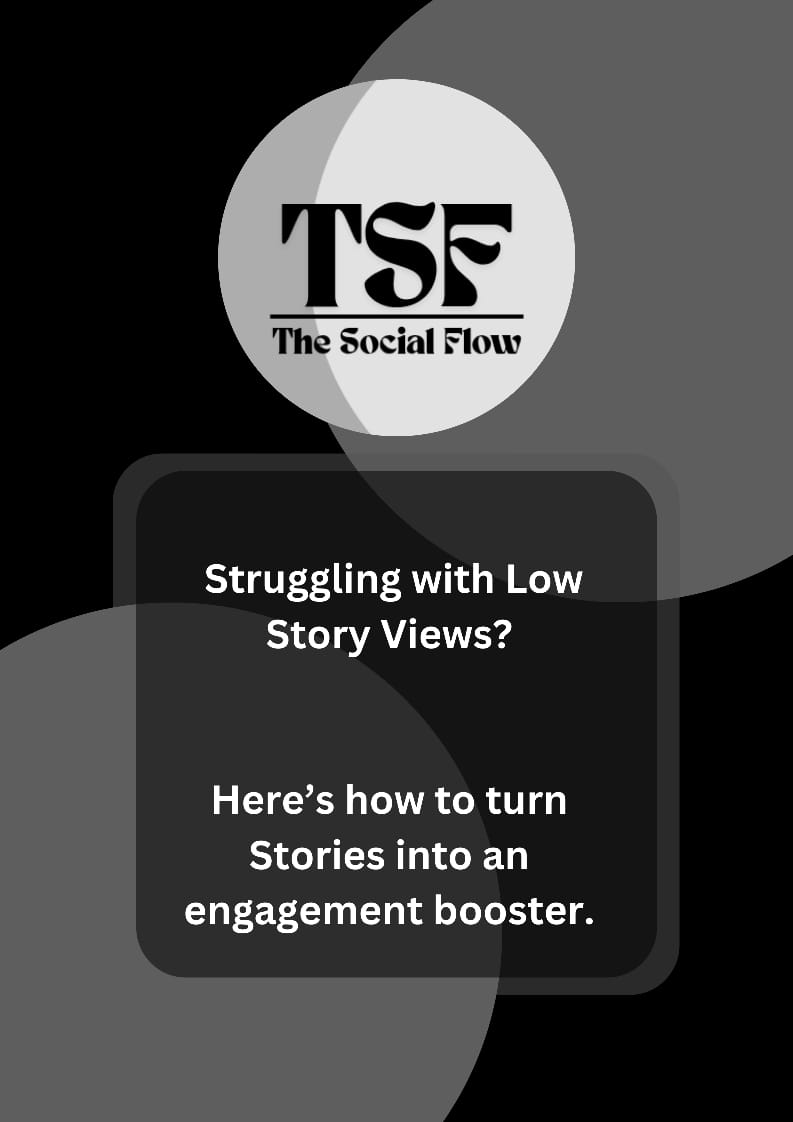 TSF
The Social Flow
Struggling with Low
Story Views?
Here’s how to turn
Stories into an
engagement booster.